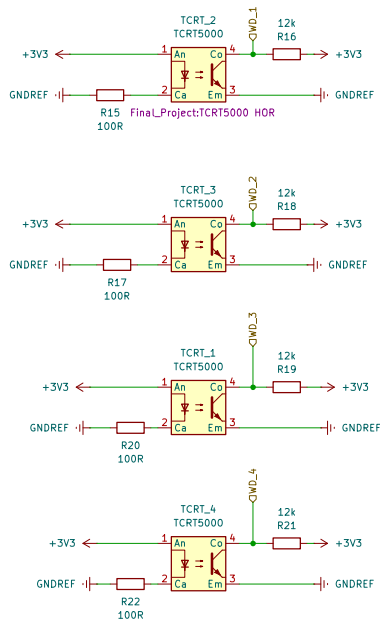 WD_1
TCRT_2
TCRT5000
12k
R16
+3V3
1
An
Co
4
+3V3
GNDREF
2
Ca
Em
3
GNDREF
R15
100R
Final_Project:TCRT5000 HOR
WD_2
TCRT_3
TCRT5000
12k
R18
+3V3
1
An
Co
4
+3V3
GNDREF
2
Ca
Em
3
GNDREF
R17
100R
WD_3
TCRT_1
TCRT5000
12k
R19
+3V3
1
An
Co
4
+3V3
GNDREF
2
Ca
Em
3
GNDREF
R20
100R
WD_4
TCRT_4
TCRT5000
12k
R21
+3V3
1
An
Co
4
+3V3
GNDREF
2
Ca
Em
3
GNDREF
R22
100R